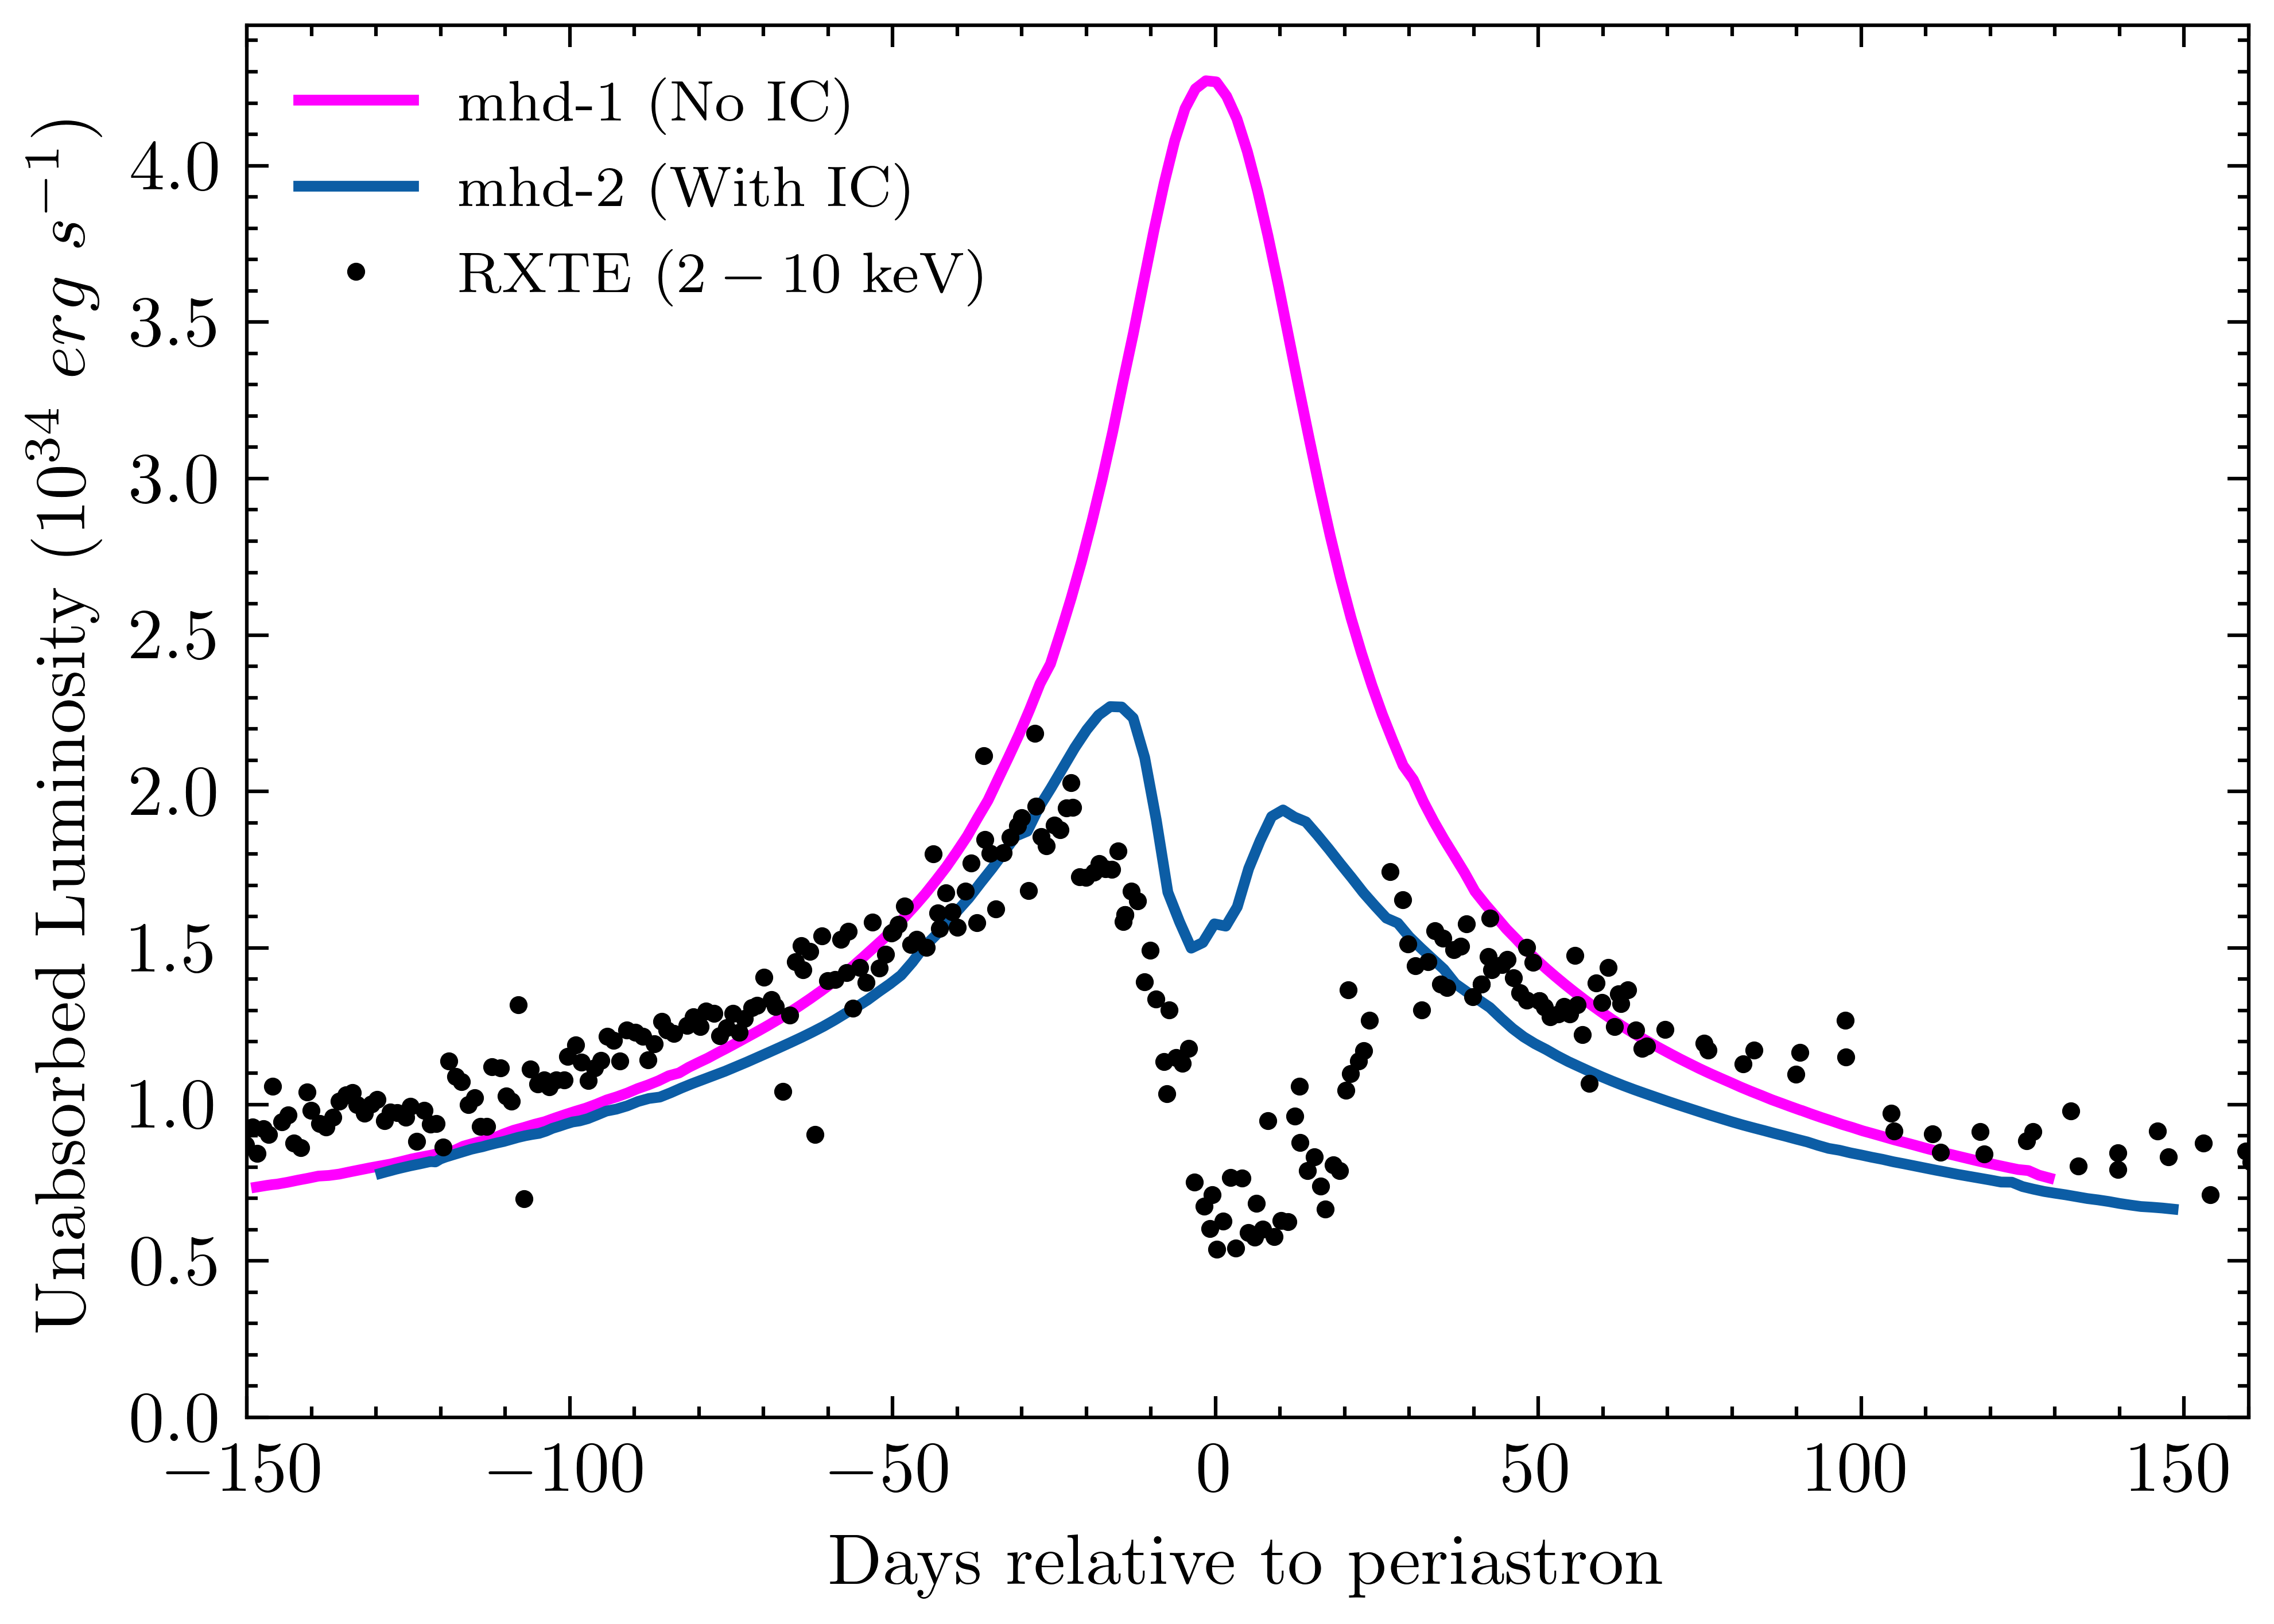 mhd-1 (No IC)
mhd-2 (With IC)
RXTE (2 − 10 keV)
Unabsorbed Luminosity (10³⁴ erg s⁻¹)
4.0
3.5
3.0
2.5
2.0
1.5
1.0
0.5
0.0
−150 −100 −50 0 50 100 150
Days relative to periastron